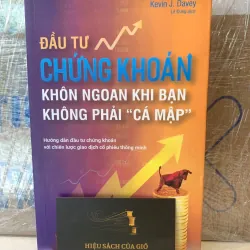 Kevin J. Davey
ĐẦU TƯ
CHỨNG KHOÁN
KHÔN NGOAN KHI BẠN
KHÔNG PHẢI “CÁ MẬP”
Hướng dẫn đầu tư chứng khoán
với chiến lược giao dịch cổ phiếu thông minh
HIỆU SÁCH CỦA GIÓ